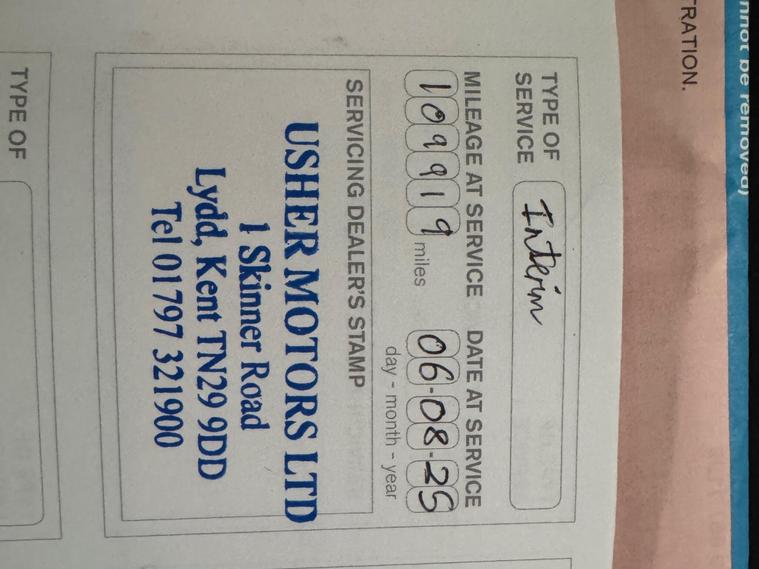 nnot be removed)
TRATION.
TYPE OF
SERVICE
Interim
MILEAGE AT SERVICE
109919 miles
DATE AT SERVICE
06-08-25
day - month - year
SERVICING DEALER'S STAMP
USHER MOTORS LTD
1 Skinner Road
Lydd, Kent TN29 9DD
Tel 01797 321900
TYPE OF